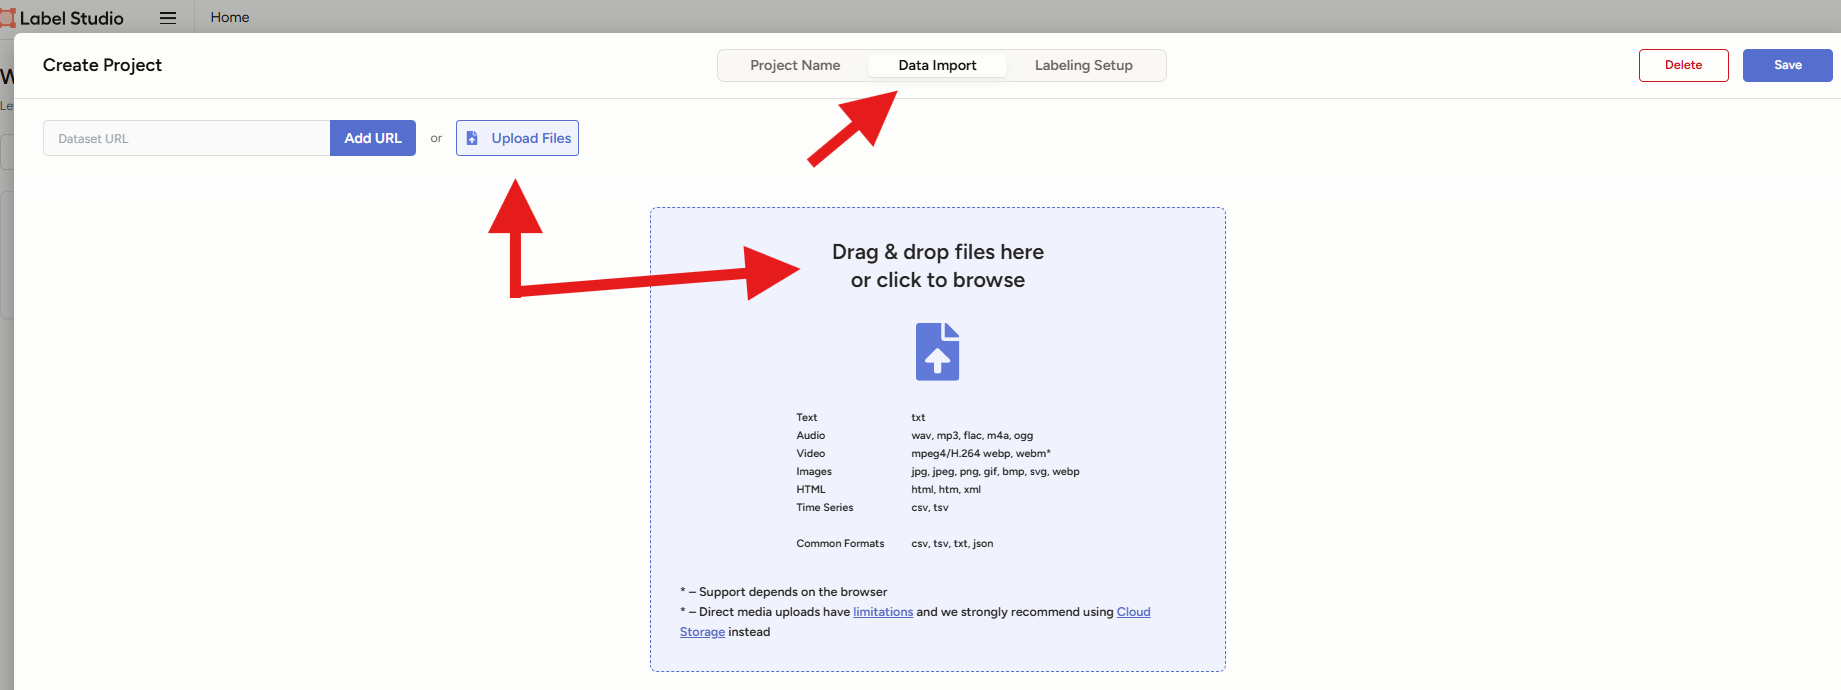 Label Studio
Home
W
Le
Create Project
Project Name
Data Import
Labeling Setup
Delete
Save
Dataset URL
Add URL
or
Upload Files
Drag & drop files here
or click to browse
Text txt
Audio wav, mp3, flac, m4a, ogg
Video mpeg4/H.264 webp, webm*
Images jpg, jpeg, png, gif, bmp, svg, webp
HTML html, htm, xml
Time Series csv, tsv
Common Formats csv, tsv, txt, json
* – Support depends on the browser
* – Direct media uploads have limitations and we strongly recommend using Cloud
Storage instead